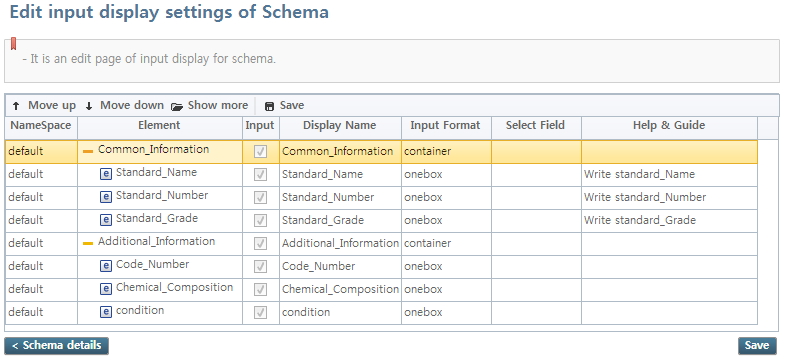 Edit input display settings of Schema
- It is an edit page of input display for schema.
Move up Move down Show more Save
NameSpace Element Input Display Name Input Format Select Field Help & Guide
default Common_Information Common_Information container
default e Standard_Name Standard_Name onebox Write standard_Name
default e Standard_Number Standard_Number onebox Write standard_Number
default e Standard_Grade Standard_Grade onebox Write standard_Grade
default Additional_Information Additional_Information container
default e Code_Number Code_Number onebox
default e Chemical_Composition Chemical_Composition onebox
default e condition condition onebox
< Schema details Save